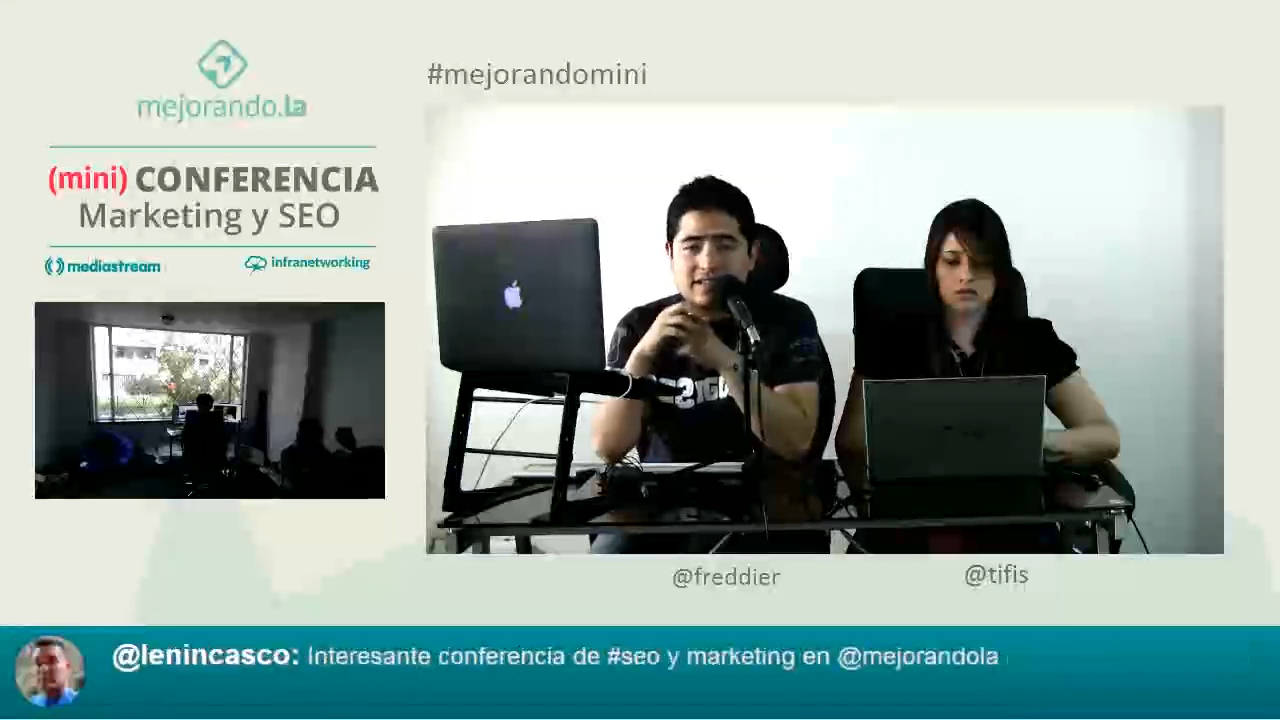 mejorando.la
(mini) CONFERENCIA
Marketing y SEO
mediastream
infranetworking
#mejorandomini
@freddier
@tifis
@lenincasco: Interesante conferencia de #seo y marketing en @mejorandola